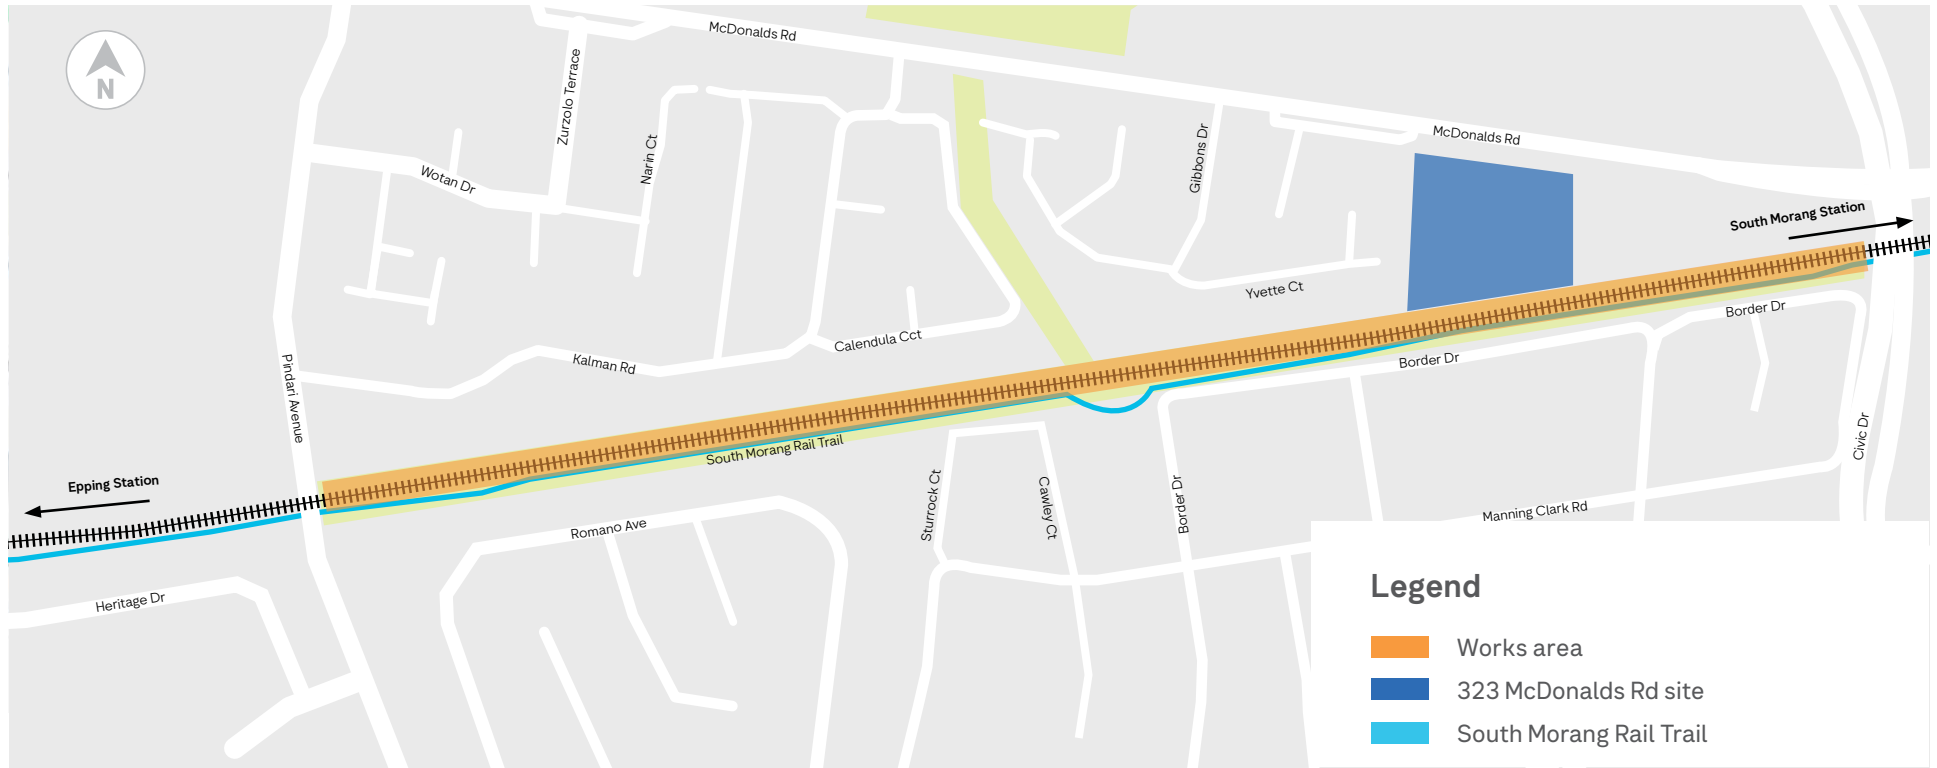 McDonalds Rd
N
Zurzolo Terrace
Narin Ct
Wotan Dr
Gibbons Dr
McDonalds Rd
South Morang Station
Yvette Ct
Border Dr
Calendula Cct
Kalman Rd
Border Dr
Pindari Avenue
South Morang Rail Trail
Civic Dr
Epping Station
Sturrock Ct
Cawley Ct
Border Dr
Manning Clark Rd
Romano Ave
Heritage Dr
Legend
Works area
323 McDonalds Rd site
South Morang Rail Trail